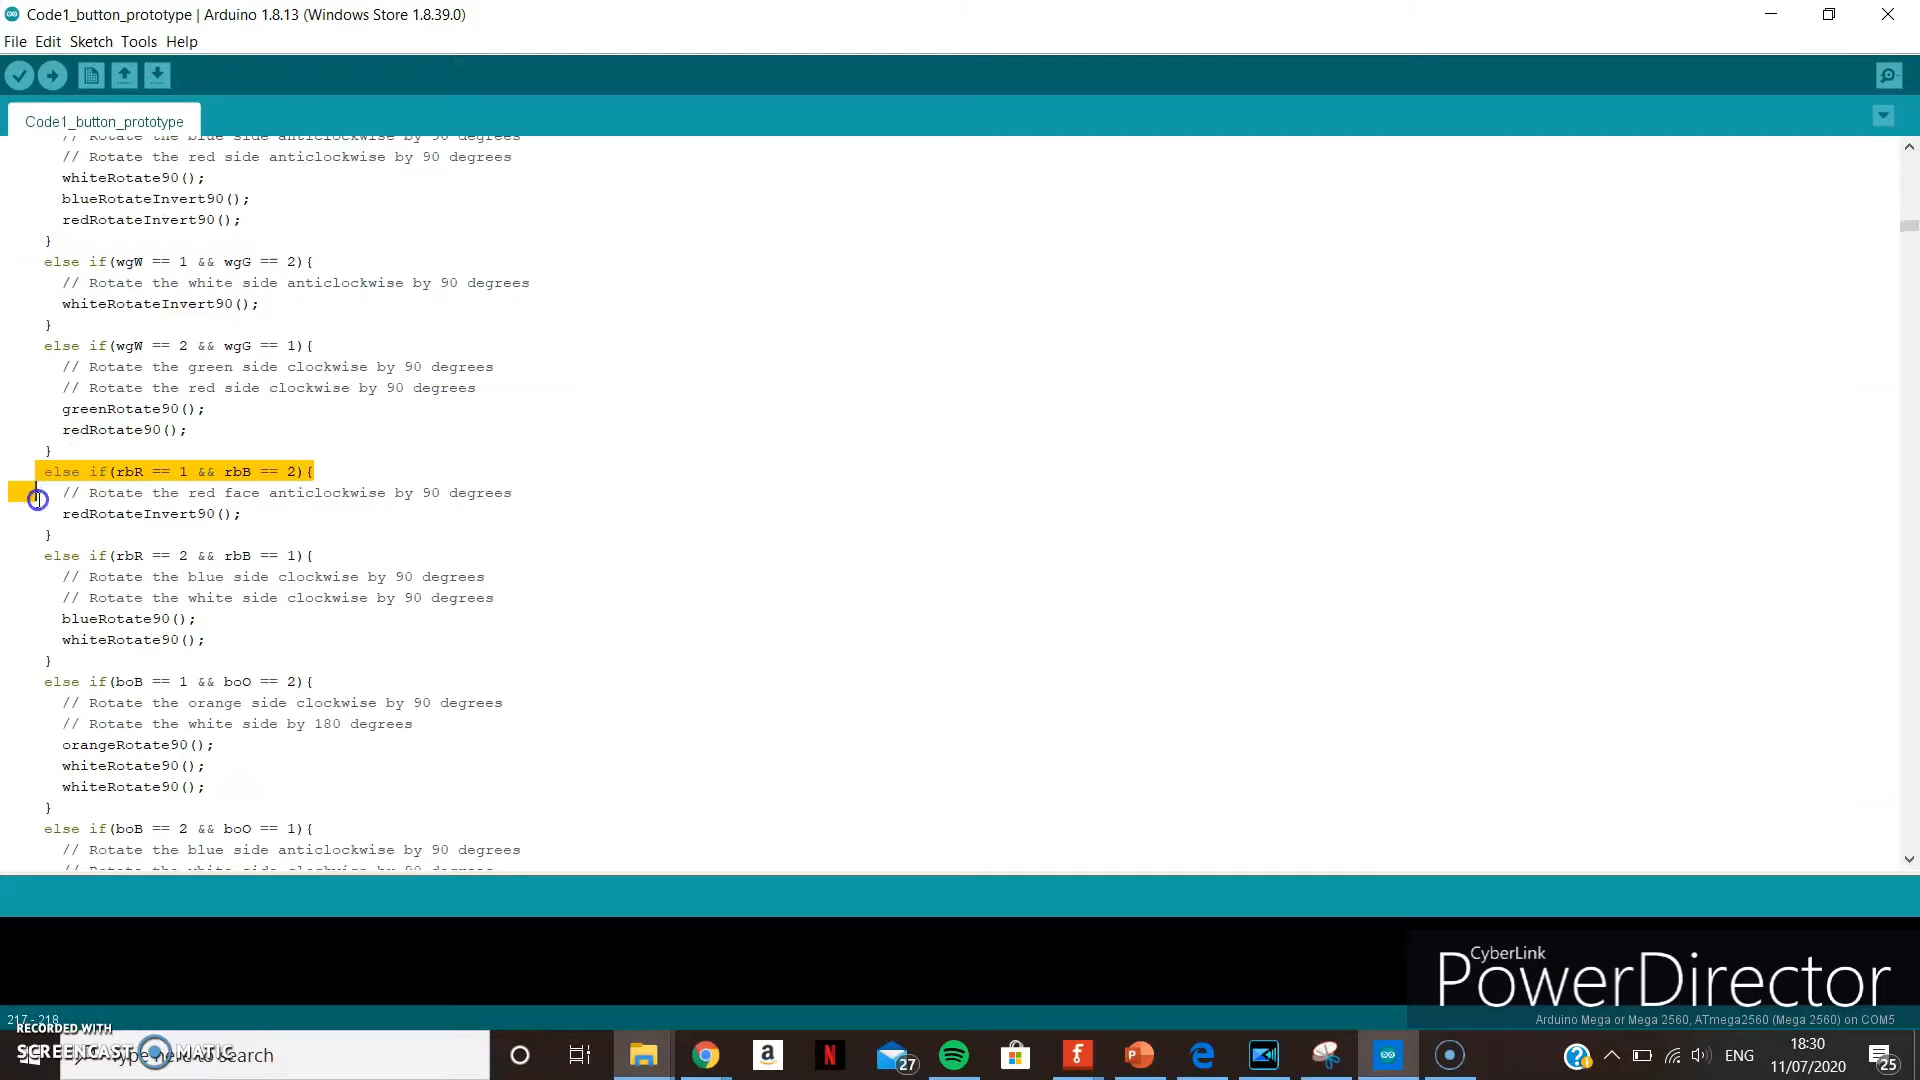 Code1_button_prototype | Arduino 1.8.13 (Windows Store 1.8.39.0)
File Edit Sketch Tools Help
Code1_button_prototype
// Rotate the blue side anticlockwise by 90 degrees
// Rotate the red side anticlockwise by 90 degrees
whiteRotate90();
blueRotateInvert90();
redRotateInvert90();
}
else if(wgW == 1 && wgG == 2){
// Rotate the white side anticlockwise by 90 degrees
whiteRotateInvert90();
}
else if(wgW == 2 && wgG == 1){
// Rotate the green side clockwise by 90 degrees
// Rotate the red side clockwise by 90 degrees
greenRotate90();
redRotate90();
}
else if(rbR == 1 && rbB == 2){
// Rotate the red face anticlockwise by 90 degrees
redRotateInvert90();
}
else if(rbR == 2 && rbB == 1){
// Rotate the blue side clockwise by 90 degrees
// Rotate the white side clockwise by 90 degrees
blueRotate90();
whiteRotate90();
}
else if(boB == 1 && boO == 2){
// Rotate the orange side clockwise by 90 degrees
// Rotate the white side by 180 degrees
orangeRotate90();
whiteRotate90();
whiteRotate90();
}
else if(boB == 2 && boO == 1){
// Rotate the blue side anticlockwise by 90 degrees
// Rotate the white side clockwise by 90 degrees
CyberLink
PowerDirector
217 - 218
Arduino Mega or Mega 2560, ATmega2560 (Mega 2560) on COM5
RECORDED WITH
SCREENCAST MATIC
Type here to search
27
ENG
18:30
11/07/2020
25